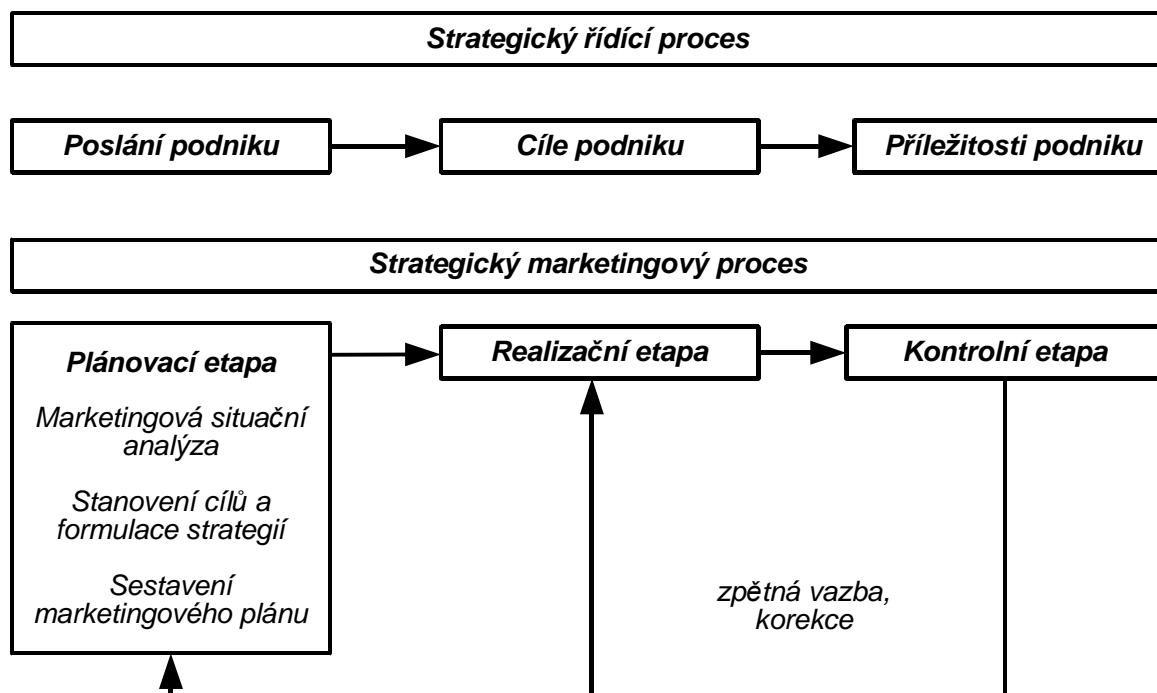 Strategický řídící proces
Poslání podniku
Cíle podniku
Příležitosti podniku
Strategický marketingový proces
Plánovací etapa
Marketingová situační
analýza
Stanovení cílů a
formulace strategií
Sestavení
marketingového plánu
Realizační etapa
Kontrolní etapa
zpětná vazba,
korekce